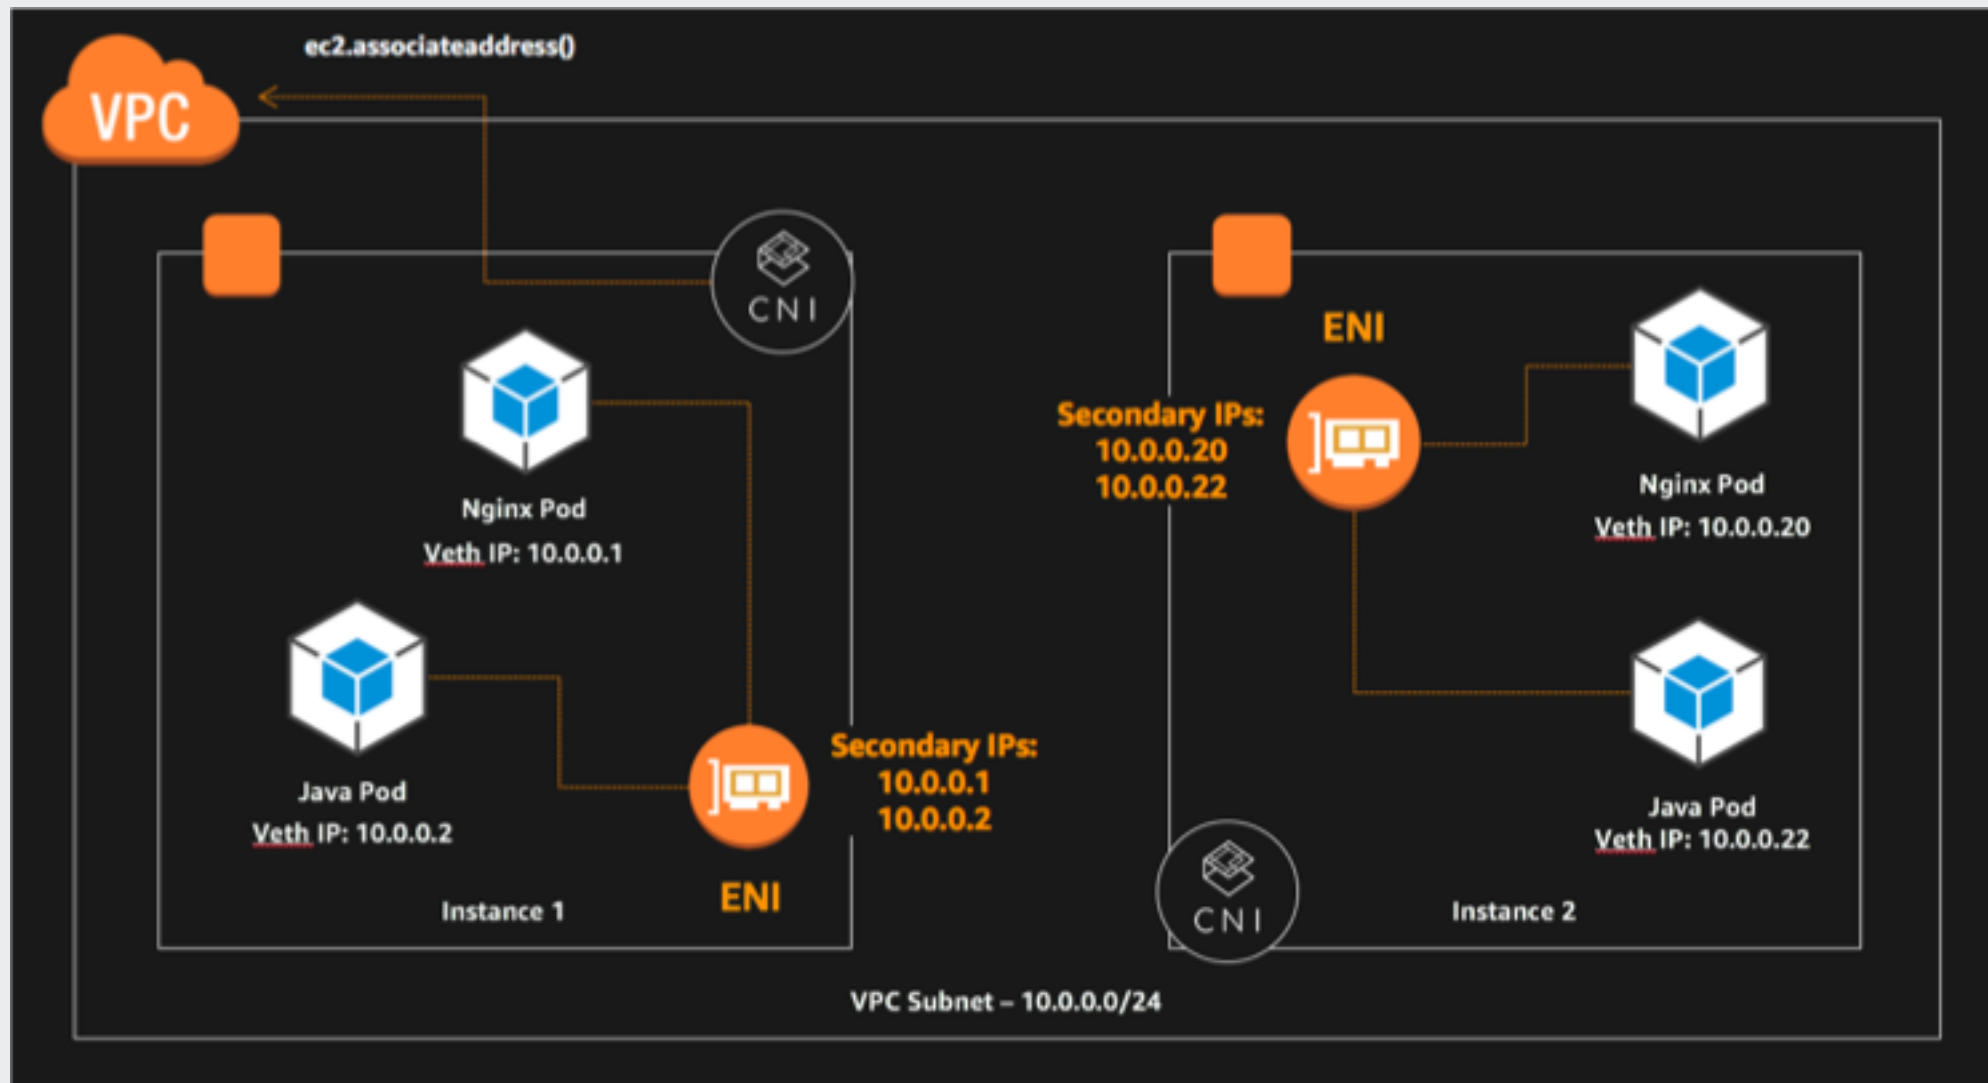 ec2.associateaddress()
VPC
CNI
Nginx Pod
Veth IP: 10.0.0.1
Java Pod
Veth IP: 10.0.0.2
Secondary IPs:
10.0.0.1
10.0.0.2
ENI
Instance 1
ENI
Secondary IPs:
10.0.0.20
10.0.0.22
Nginx Pod
Veth IP: 10.0.0.20
Java Pod
Veth IP: 10.0.0.22
CNI
Instance 2
VPC Subnet – 10.0.0.0/24